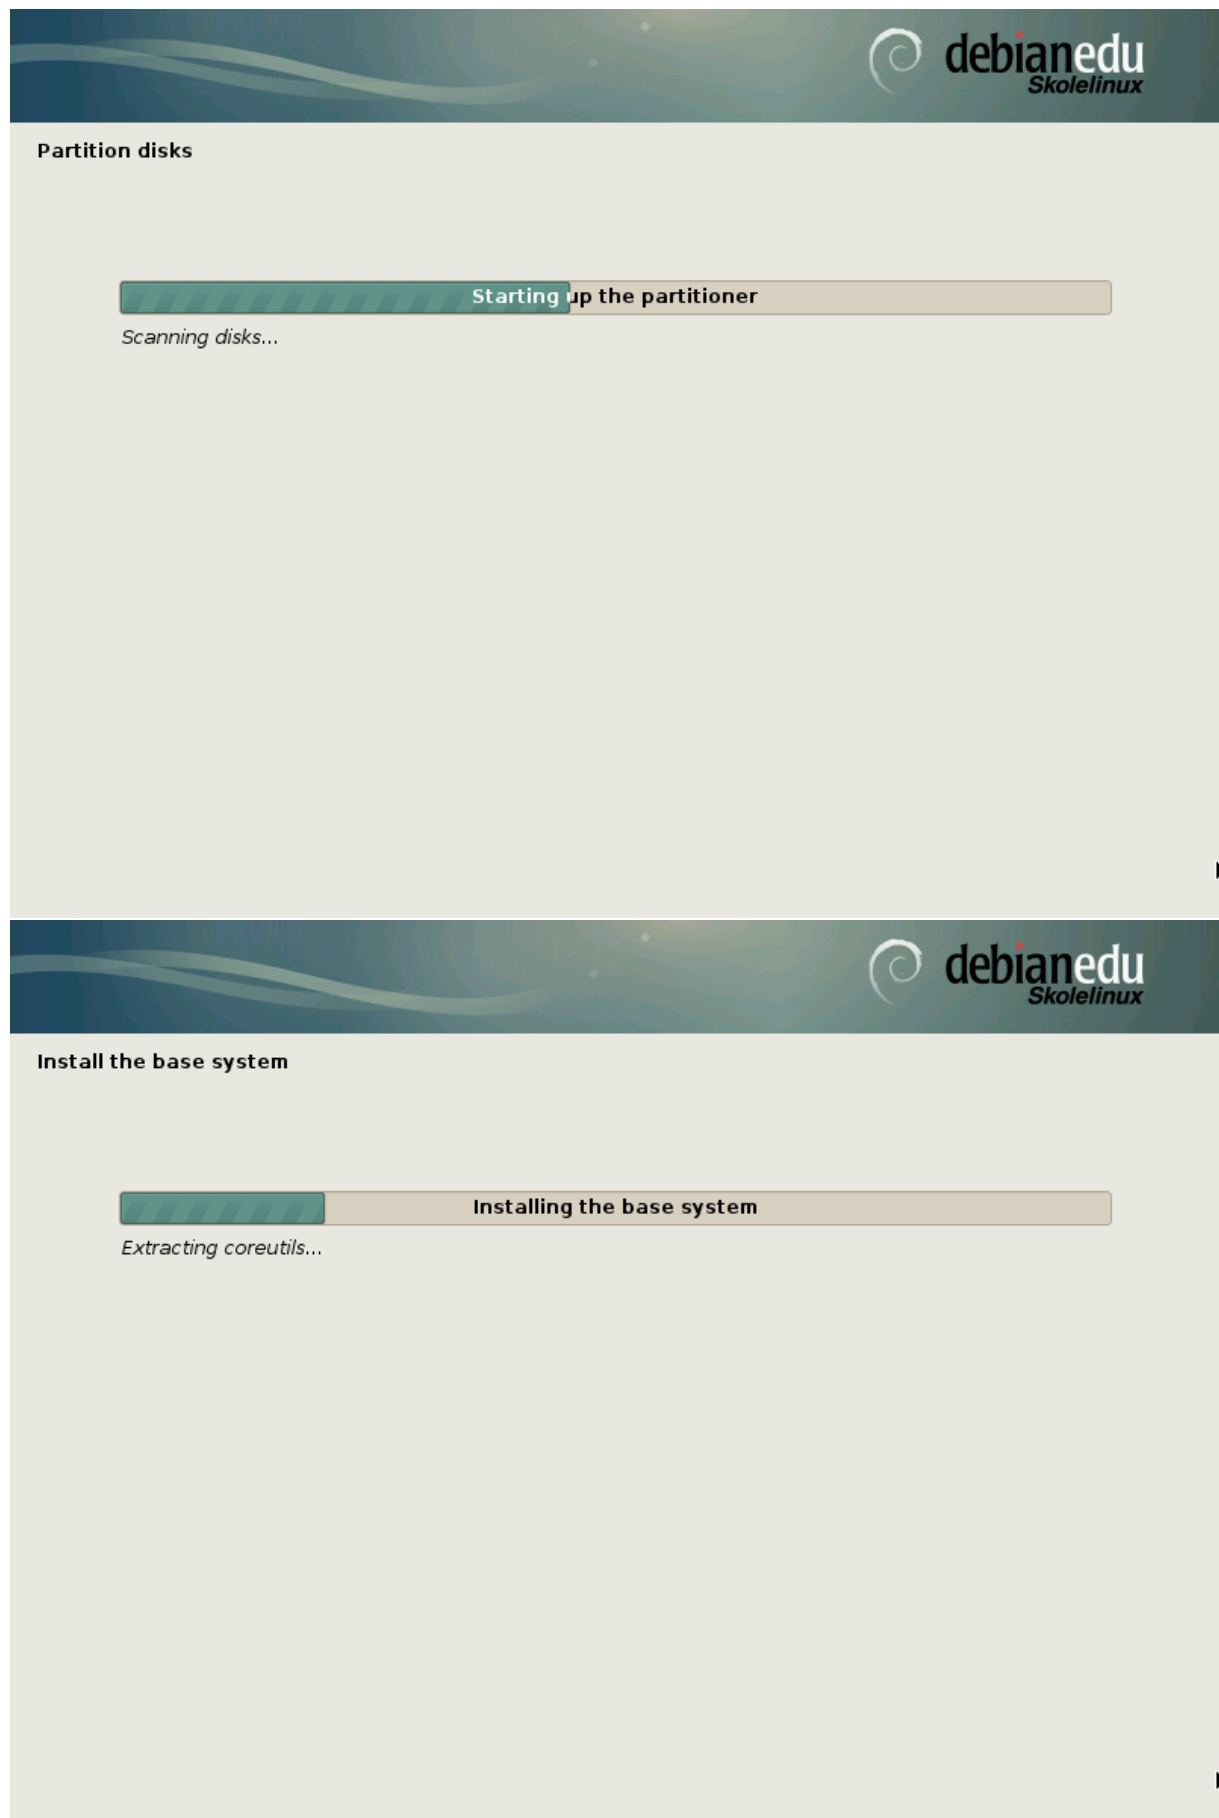 debianedu
Skolelinux
Partition disks
Starting up the partitioner
Scanning disks...
debianedu
Skolelinux
Install the base system
Installing the base system
Extracting coreutils...